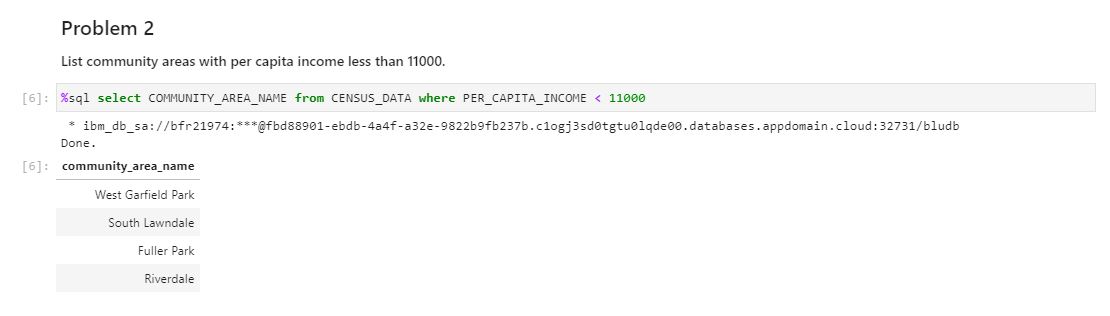 Problem 2
List community areas with per capita income less than 11000.
[6]: %sql select COMMUNITY_AREA_NAME from CENSUS_DATA where PER_CAPITA_INCOME < 11000
* ibm_db_sa://bfr21974:***@fbd88901-ebdb-4a4f-a32e-9822b9fb237b.c1ogj3sd0tgtu0lqde00.databases.appdomain.cloud:32731/bludb
Done.
[6]: community_area_name
West Garfield Park
South Lawndale
Fuller Park
Riverdale